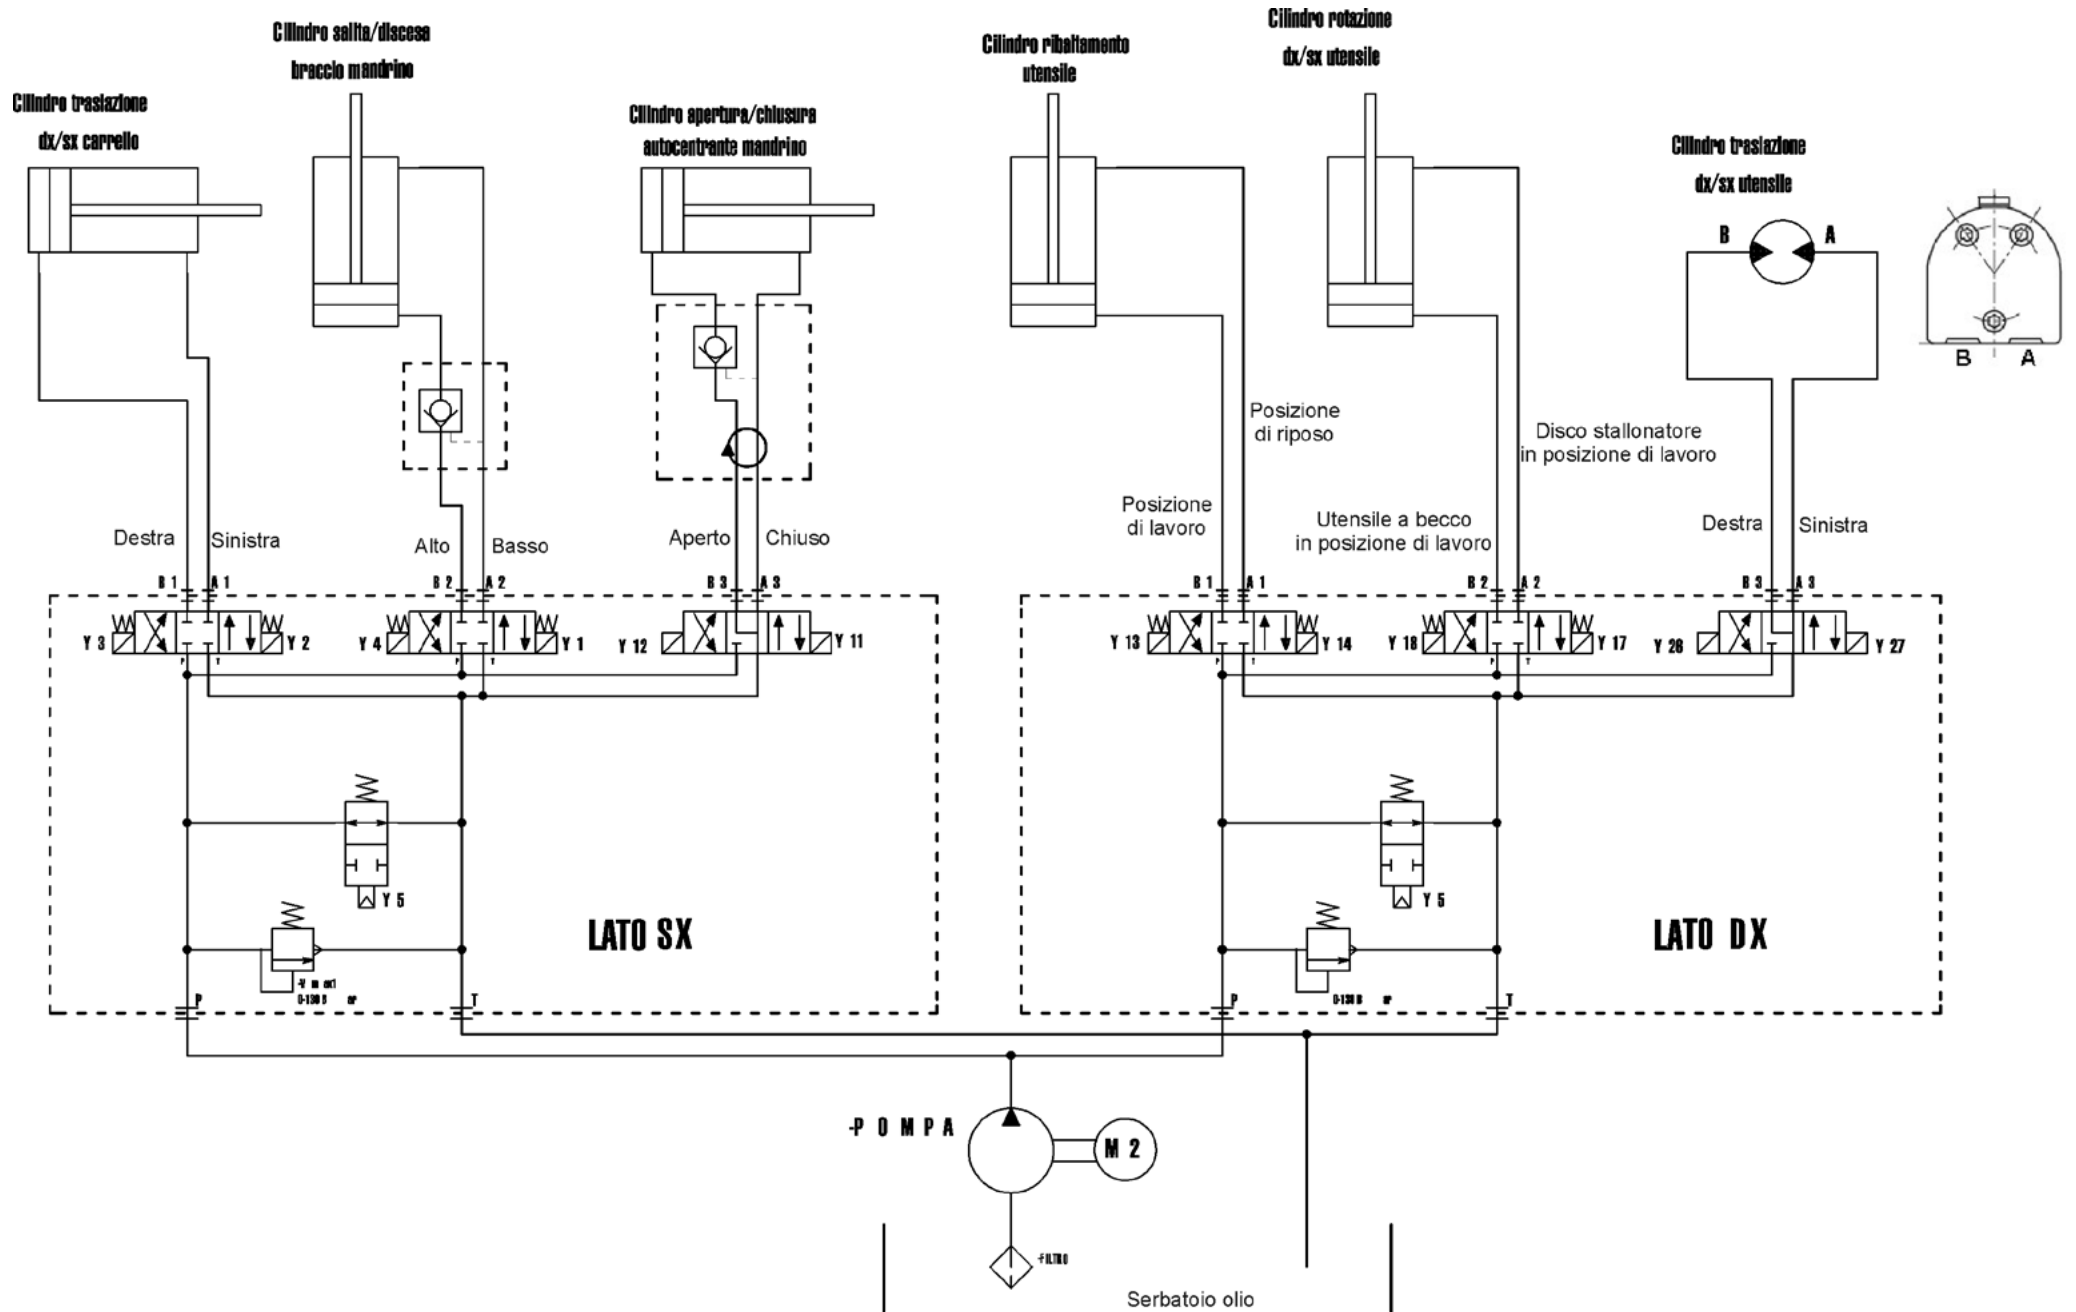 Cilindro salita/discesa
braccio mandrino
Cilindro ribaltamento
utensile
Cilindro rotazione
dx/sx utensile
Cilindro traslazione
dx/sx carrello
Cilindro apertura/chiusura
autocentrante mandrino
Cilindro traslazione
dx/sx utensile
B
A
B
A
Posizione
di riposo
Disco stallonatore
in posizione di lavoro
Posizione
di lavoro
Utensile a becco
in posizione di lavoro
Destra
Sinistra
Destra
Sinistra
Alto
Basso
Aperto
Chiuso
B 1
A 1
B 2
A 2
B 3
A 3
B 1
A 1
B 2
A 2
B 3
A 3
Y 3
Y 2
Y 4
Y 1
Y 12
Y 11
Y 13
Y 14
Y 18
Y 17
Y 26
Y 27
P
T
P
T
P
T
P
T
Y 5
Y 5
LATO SX
LATO DX
P
T
P
T
-POMPA
M 2
-FILTRO
Serbatoio olio